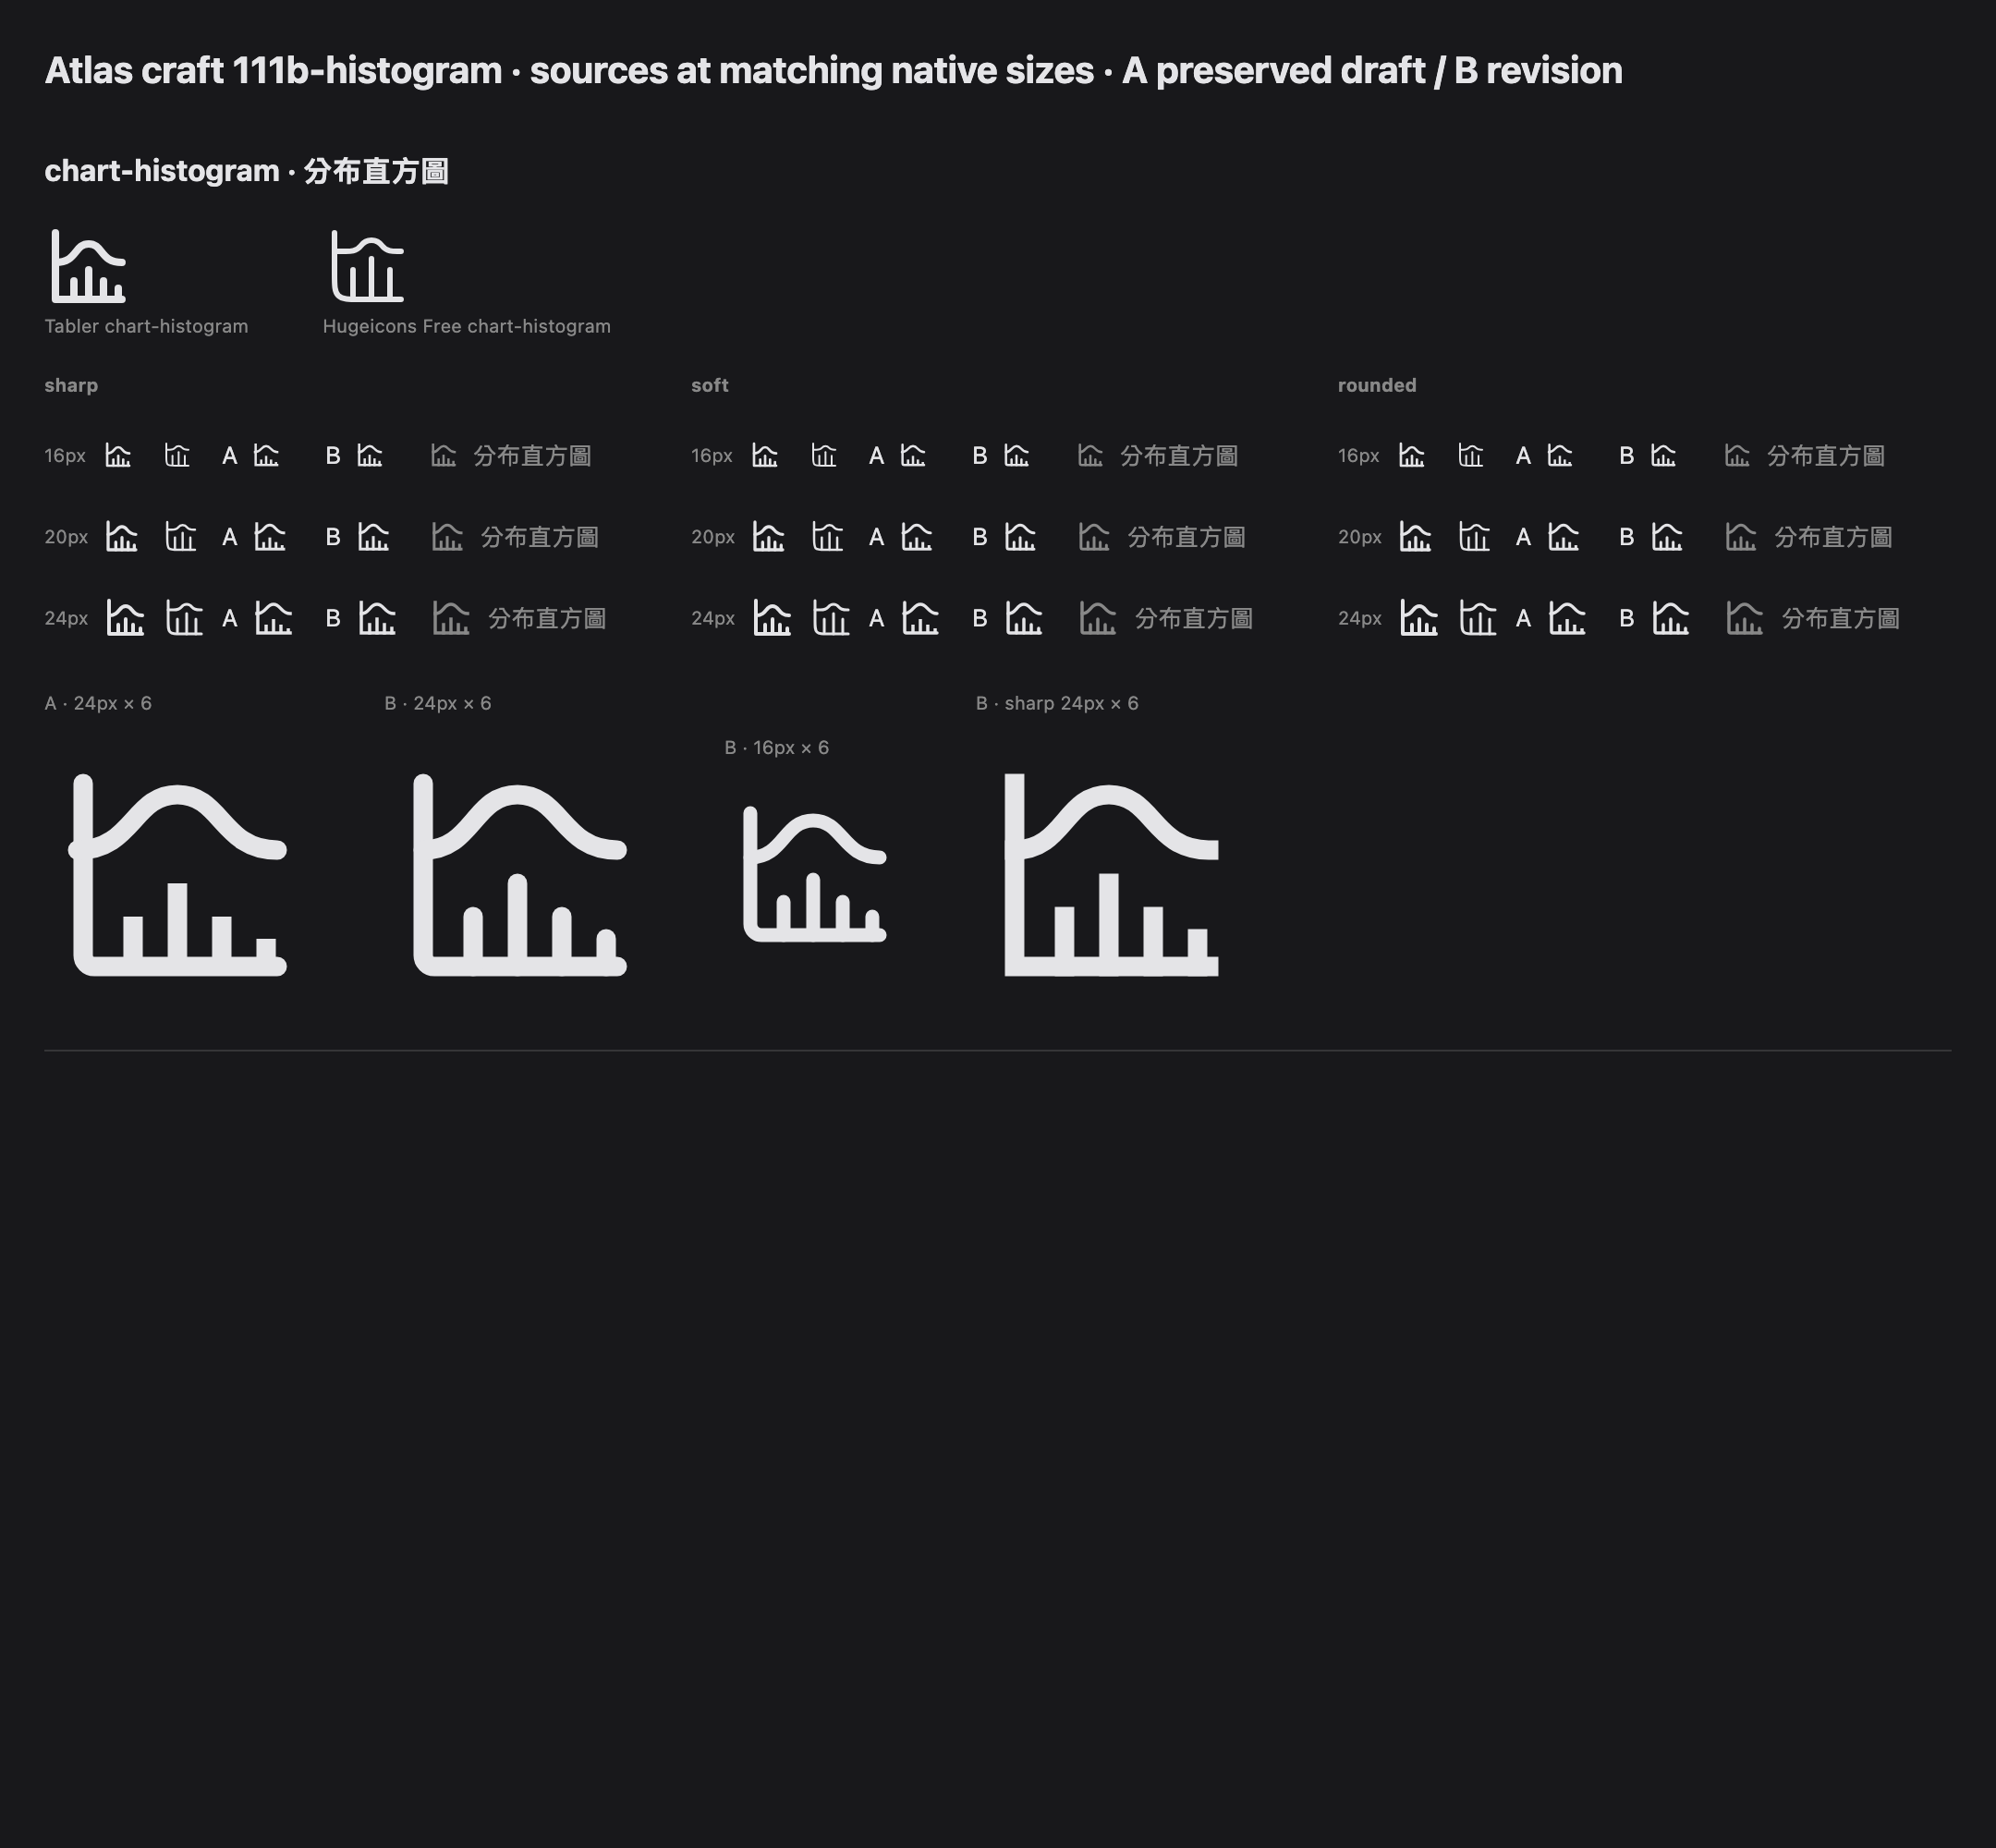 Atlas craft 111b-histogram · sources at matching native sizes · A preserved draft / B revision
chart-histogram · 分布直方圖
Tabler chart-histogram
Hugeicons Free chart-histogram
sharp
soft
rounded
16px A B 分布直方圖
16px A B 分布直方圖
16px A B 分布直方圖
20px A B 分布直方圖
20px A B 分布直方圖
20px A B 分布直方圖
24px A B 分布直方圖
24px A B 分布直方圖
24px A B 分布直方圖
A · 24px × 6
B · 24px × 6
B · 16px × 6
B · sharp 24px × 6